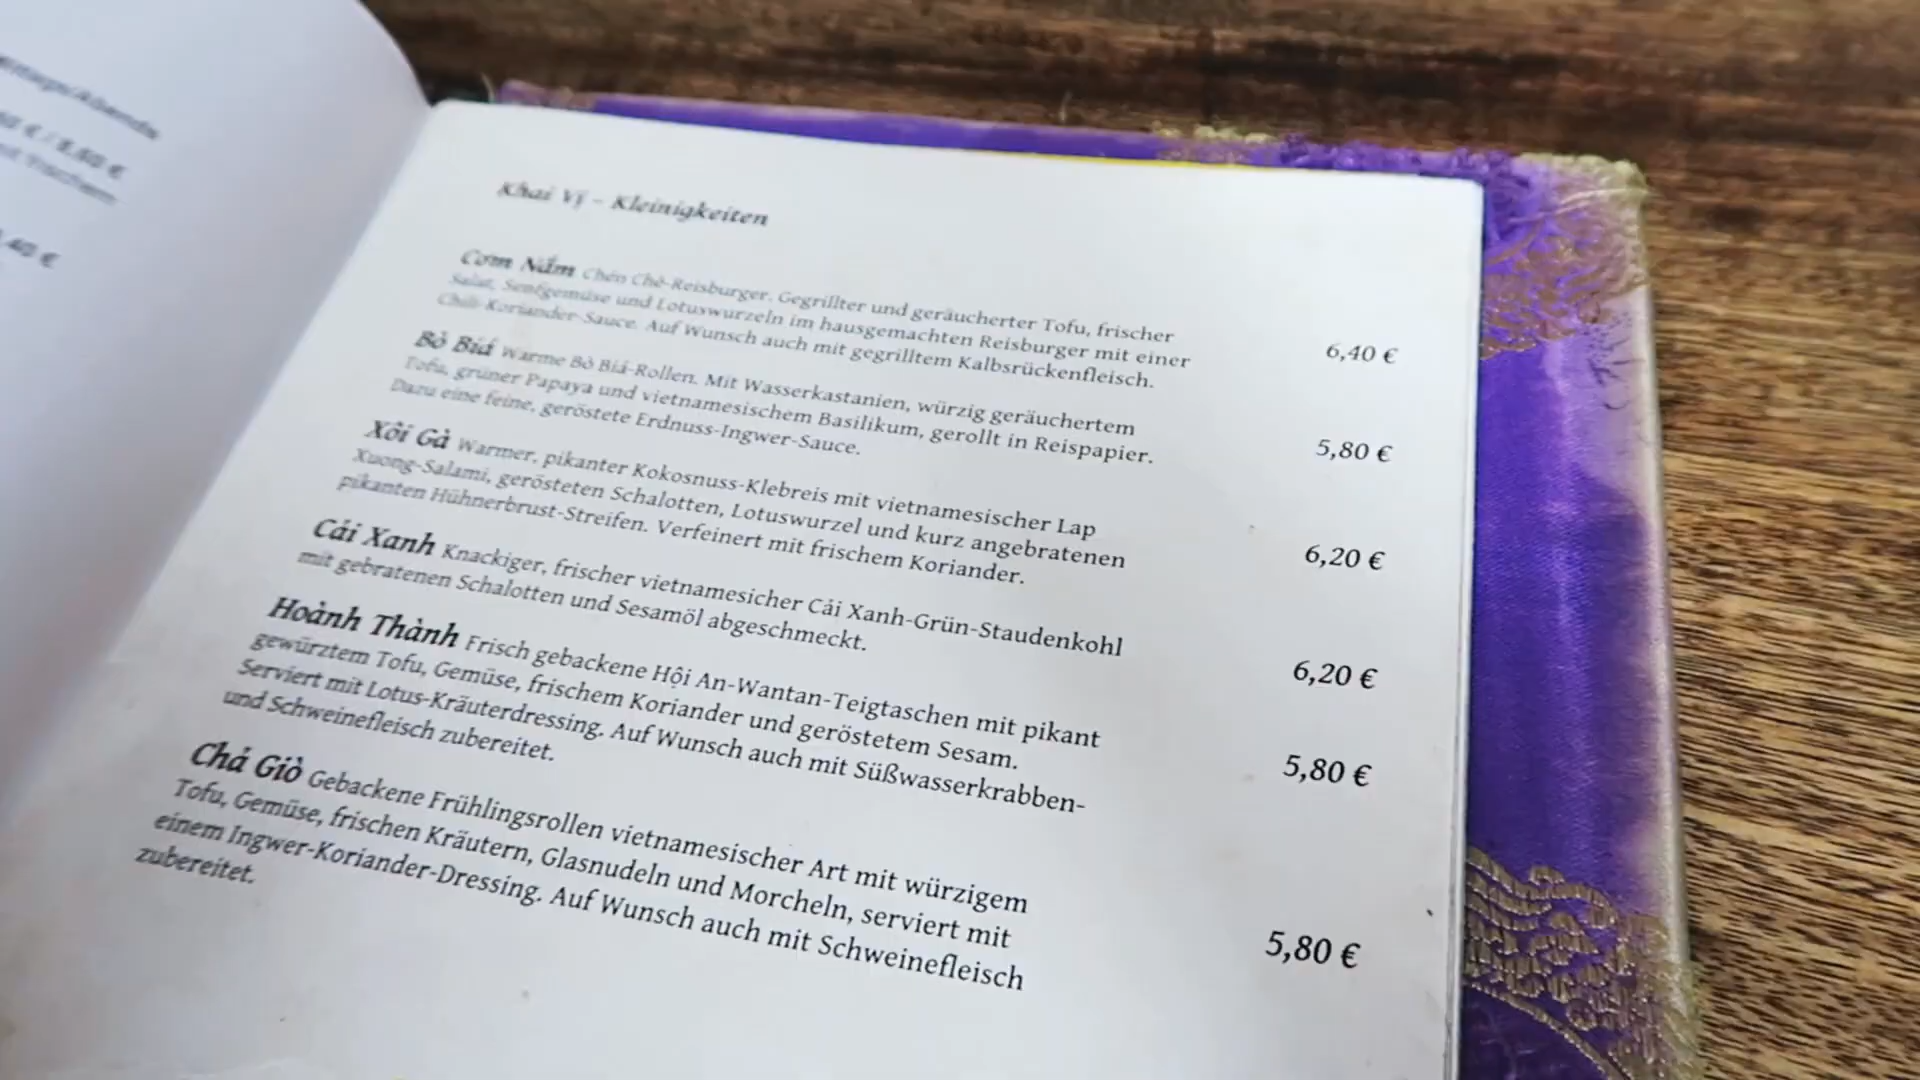 8,50 €
,40 €
Khai Vị – Kleinigkeiten
Cơm Nắm Chén Chè-Reisburger. Gegrillter und geräucherter Tofu, frischer
Salat, Senfgemüse und Lotuswurzeln im hausgemachten Reisburger mit einer
Chili-Koriander-Sauce. Auf Wunsch auch mit gegrilltem Kalbsrückenfleisch.
6,40 €
Bò Biá Warme Bò Biá-Rollen. Mit Wasserkastanien, würzig geräuchertem
Tofu, grüner Papaya und vietnamesischem Basilikum, gerollt in Reispapier.
Dazu eine feine, geröstete Erdnuss-Ingwer-Sauce.
5,80 €
Xôi Gà Warmer, pikanter Kokosnuss-Klebreis mit vietnamesischer Lap
Xuong-Salami, gerösteten Schalotten, Lotuswurzel und kurz angebratenen
pikanten Hühnerbrust-Streifen. Verfeinert mit frischem Koriander.
6,20 €
Cải Xanh Knackiger, frischer vietnamesicher Cải Xanh-Grün-Staudenkohl
mit gebratenen Schalotten und Sesamöl abgeschmeckt.
6,20 €
Hoành Thành Frisch gebackene Hội An-Wantan-Teigtaschen mit pikant
gewürztem Tofu, Gemüse, frischem Koriander und geröstetem Sesam.
Serviert mit Lotus-Kräuterdressing. Auf Wunsch auch mit Süßwasserkrabben-
und Schweinefleisch zubereitet.
5,80 €
Chả Giò Gebackene Frühlingsrollen vietnamesischer Art mit würzigem
Tofu, Gemüse, frischen Kräutern, Glasnudeln und Morcheln, serviert mit
einem Ingwer-Koriander-Dressing. Auf Wunsch auch mit Schweinefleisch
zubereitet.
5,80 €